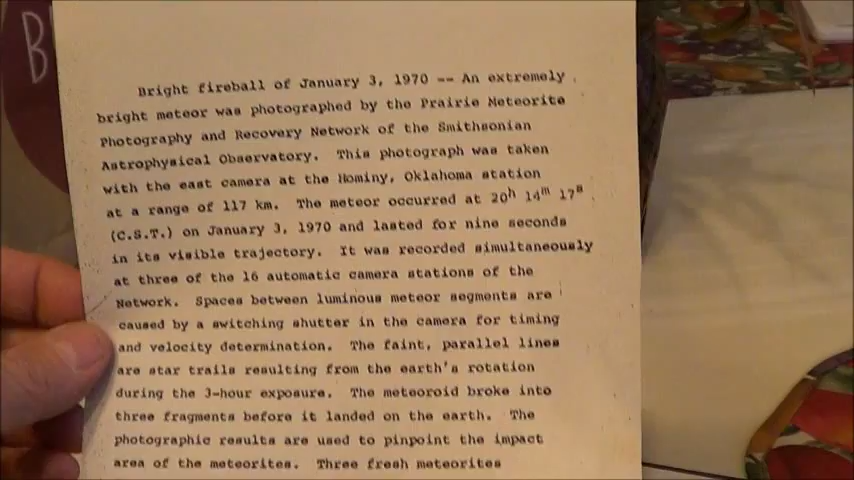 B
Bright fireball of January 3, 1970 -- An extremely
bright meteor was photographed by the Prairie Meteorite
Photography and Recovery Network of the Smithsonian
Astrophysical Observatory. This photograph was taken
with the east camera at the Hominy, Oklahoma station
at a range of 117 km. The meteor occurred at 20h 14m 17s
(C.S.T.) on January 3, 1970 and lasted for nine seconds
in its visible trajectory. It was recorded simultaneously
at three of the 16 automatic camera stations of the
Network. Spaces between luminous meteor segments are
caused by a switching shutter in the camera for timing
and velocity determination. The faint, parallel lines
are star trails resulting from the earth's rotation
during the 3-hour exposure. The meteoroid broke into
three fragments before it landed on the earth. The
photographic results are used to pinpoint the impact
area of the meteorites. Three fresh meteorites